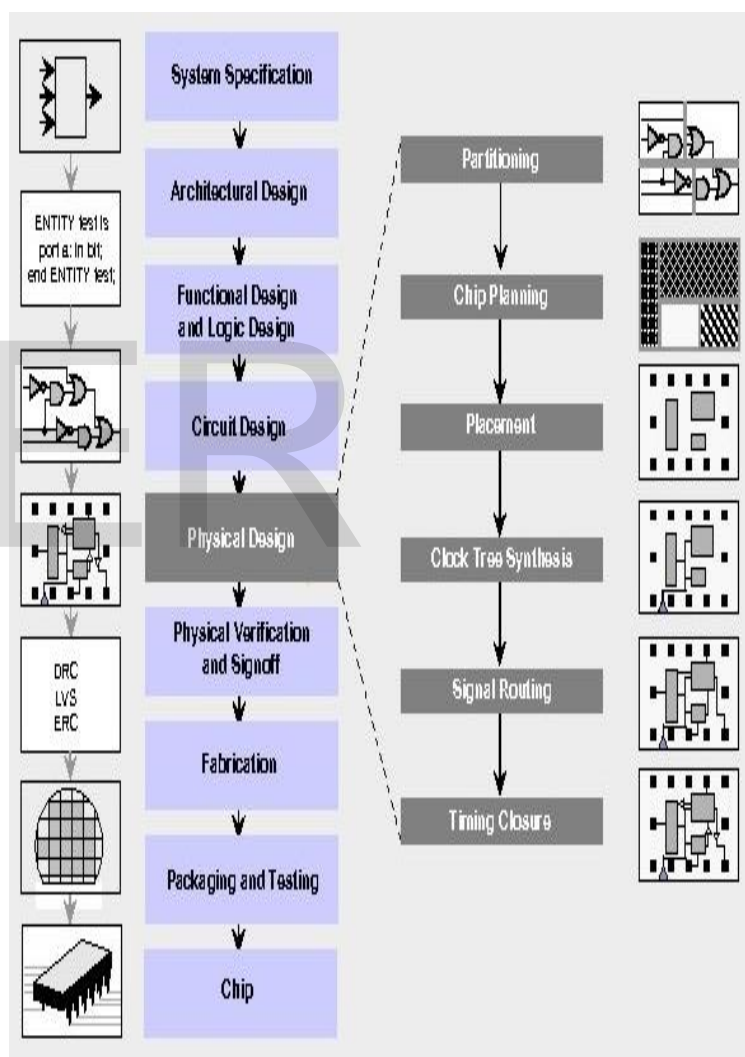 System Specification
Architectural Design
ENTITY test is
port a: in bit;
end ENTITY test;
Functional Design
and Logic Design
Circuit Design
Physical Design
Physical Verification
and Signoff
DRC
LVS
ERC
Fabrication
Packaging and Testing
Chip
Partitioning
Chip Planning
Placement
Clock Tree Synthesis
Signal Routing
Timing Closure
ER